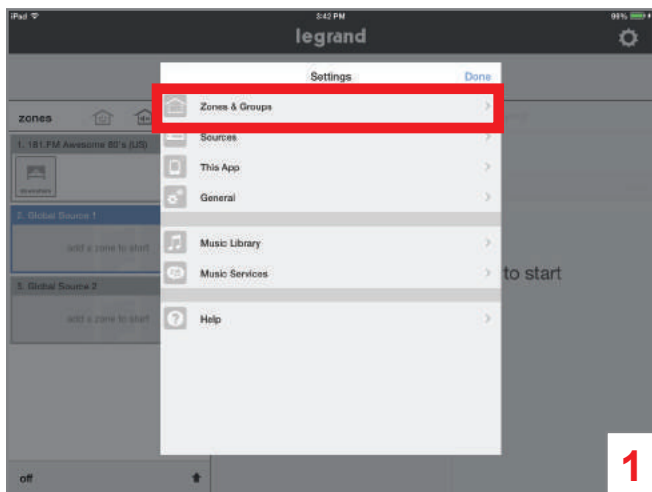 iPad 3:42 PM 98%
legrand
Settings Done
Zones & Groups
zones
Sources
1. 181.FM Awesome 80's (US)
This App
General
2. Global Source 1
add a zone to start
Music Library
Music Services
to start
3. Global Source 2
add a zone to start
Help
off
1